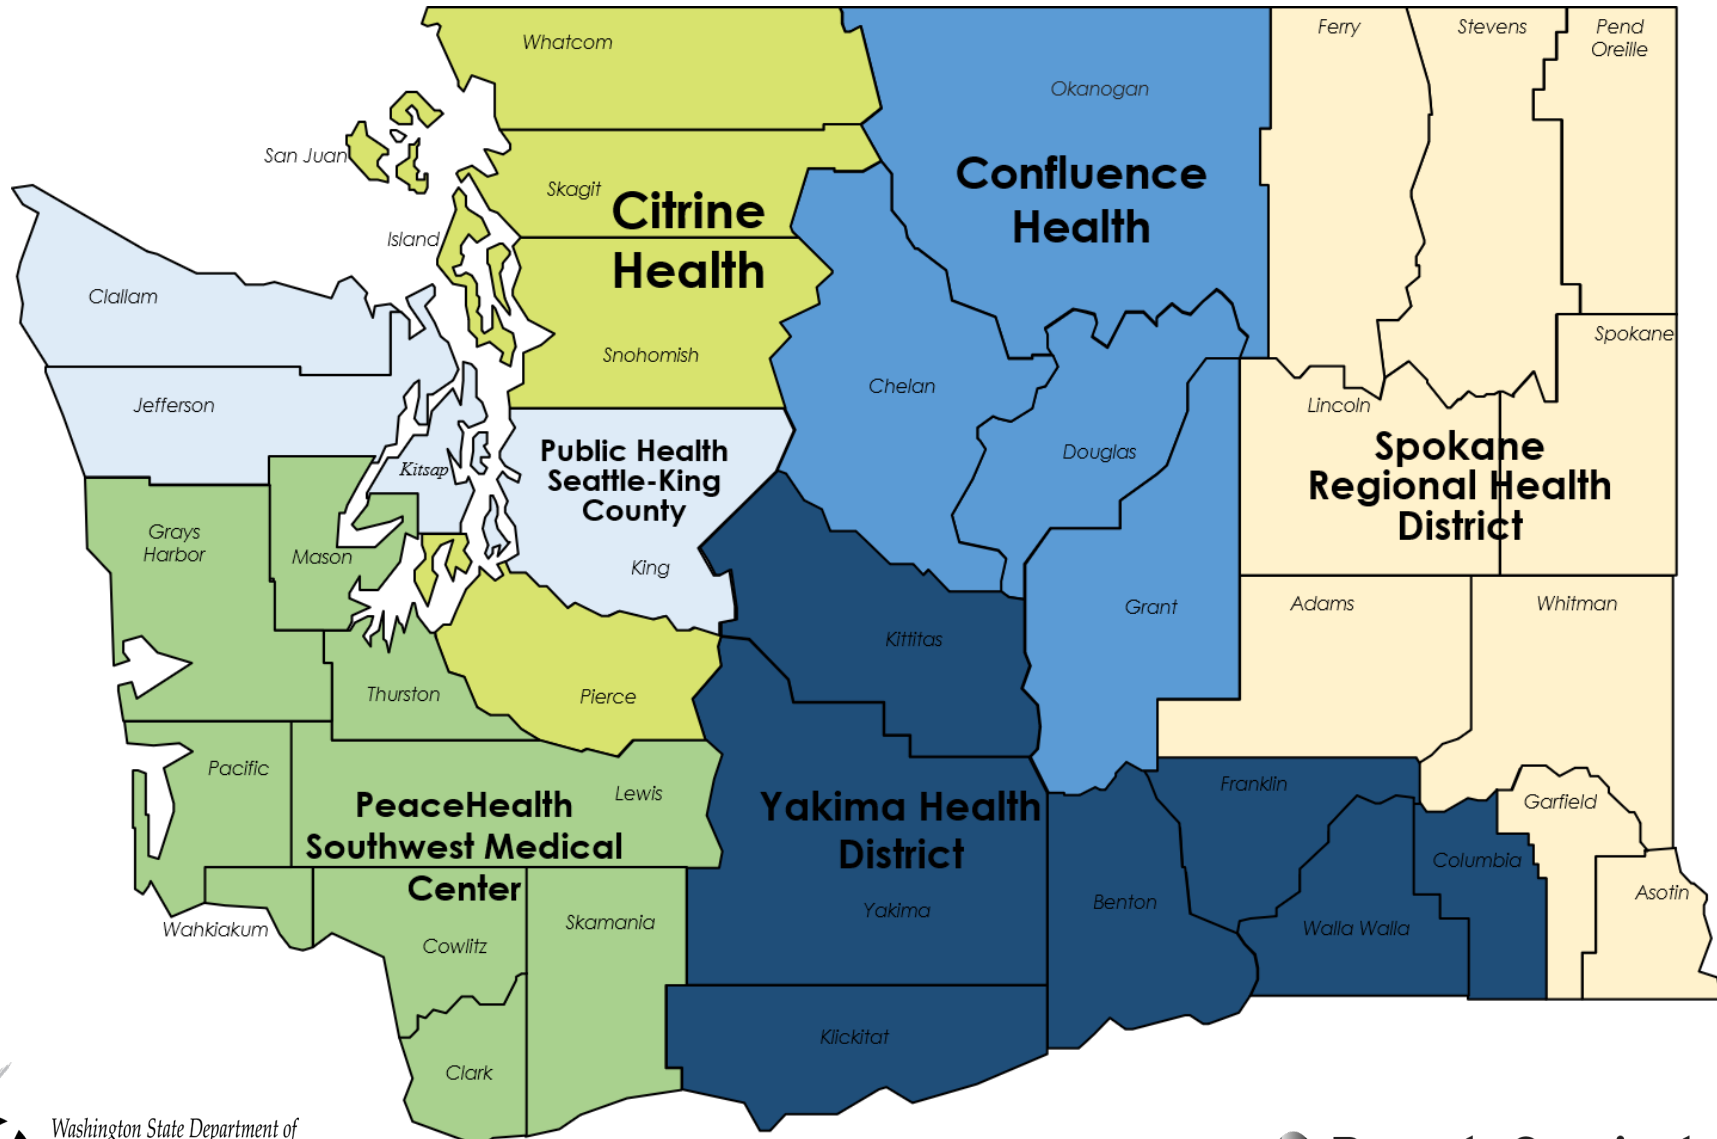 Whatcom
Ferry
Stevens
Pend
Oreille
Okanogan
San Juan
Skagit
Citrine
Health
Confluence
Health
Island
Clallam
Snohomish
Spokane
Chelan
Jefferson
Lincoln
Douglas
Kitsap
Public Health
Seattle-King
County
Spokane
Regional Health
District
Grays
Harbor
Mason
King
Grant
Adams
Whitman
Kittitas
Thurston
Pierce
Pacific
Lewis
PeaceHealth
Southwest Medical
Center
Yakima Health
District
Franklin
Garfield
Columbia
Asotin
Benton
Walla Walla
Yakima
Skamania
Wahkiakum
Cowlitz
Klickitat
Clark
Washington State Department of